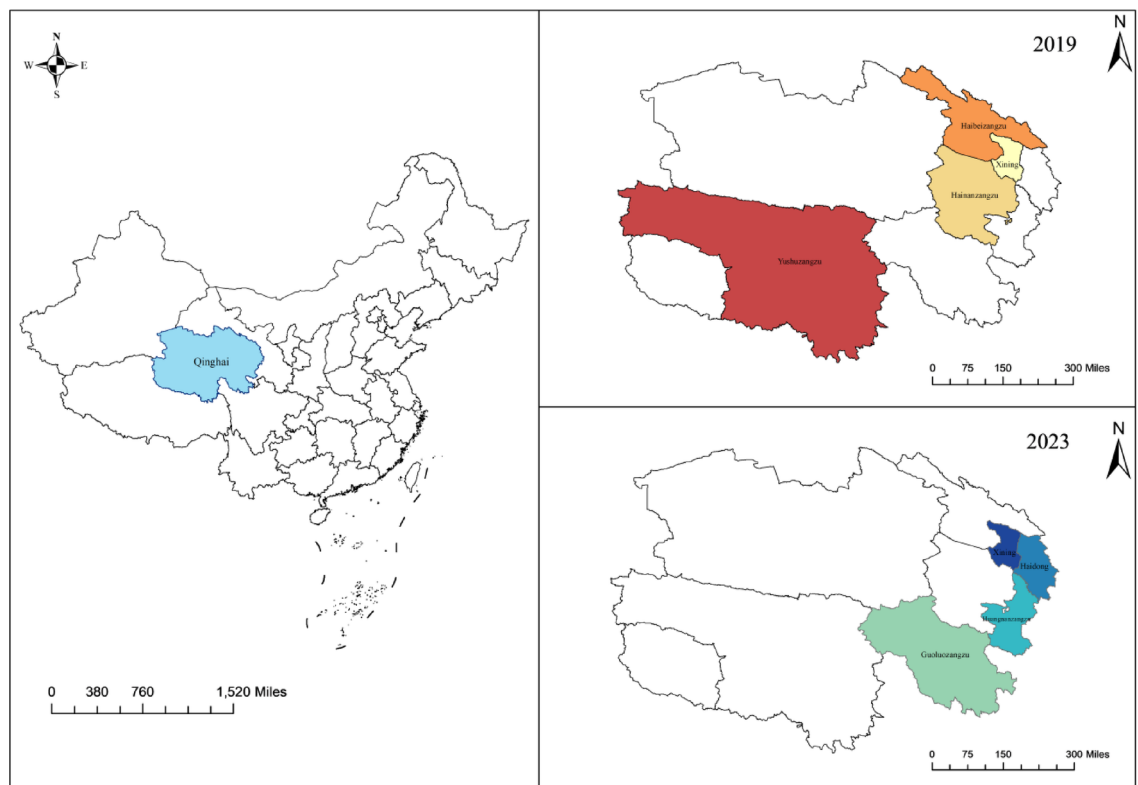 N
W E
S
Qinghai
0 380 760 1,520 Miles
2019
N
Haibeizangzu
Xining
Hainanzangzu
Yushuzangzu
0 75 150 300 Miles
2023
N
Xining
Haidong
Huangnanzangzu
Guoluozangzu
0 75 150 300 Miles